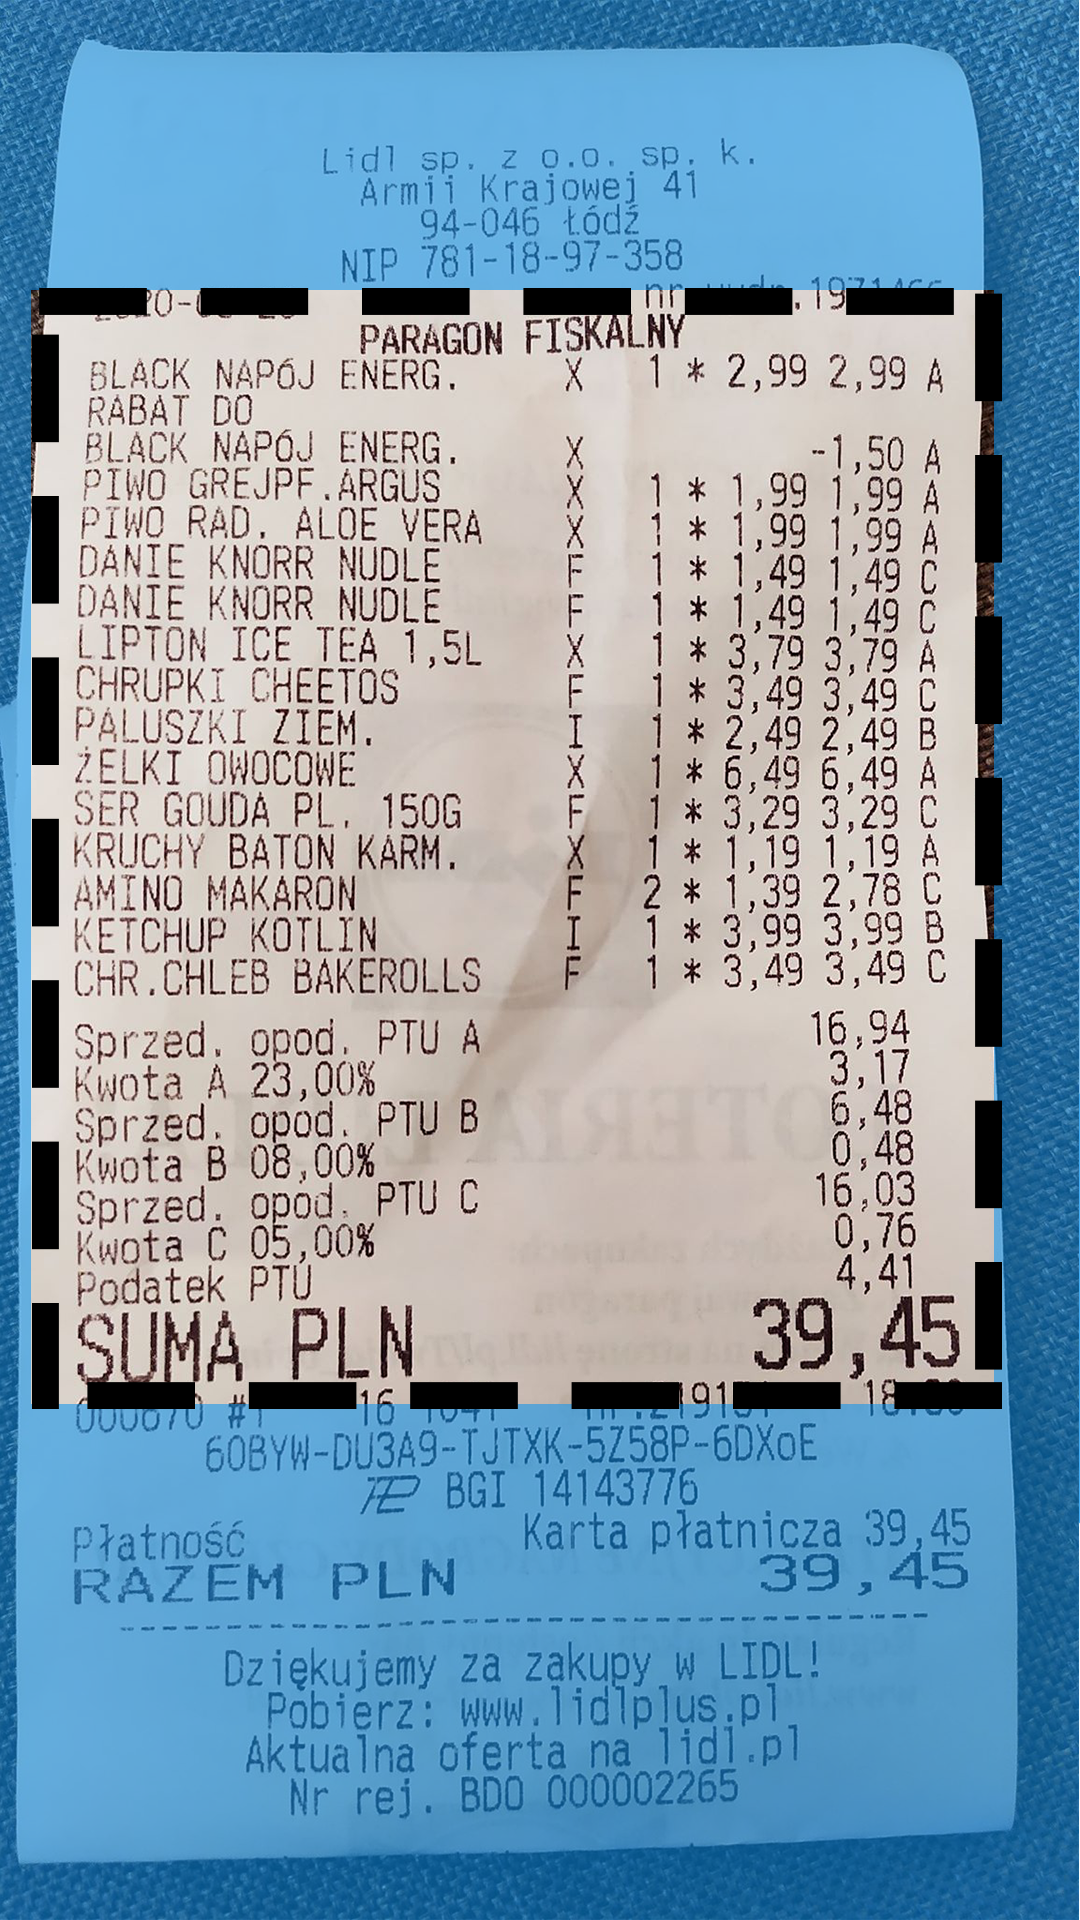 Lidl sp. z o.o. sp. k.
Armii Krajowej 41
94-046 Łódź
NIP 781-18-97-358
nr wydr.
PARAGON FISKALNY
BLACK NAPÓJ ENERG. X 1 * 2,99 2,99 A
RABAT DO
BLACK NAPÓJ ENERG. X -1,50 A
PIWO GREJPF.ARGUS X 1 * 1,99 1,99 A
PIWO RAD. ALOE VERA X 1 * 1,99 1,99 A
DANIE KNORR NUDLE F 1 * 1,49 1,49 C
DANIE KNORR NUDLE F 1 * 1,49 1,49 C
LIPTON ICE TEA 1,5L X 1 * 3,79 3,79 A
CHRUPKI CHEETOS F 1 * 3,49 3,49 C
PALUSZKI ZIEM. I 1 * 2,49 2,49 B
ŻELKI OWOCOWE X 1 * 6,49 6,49 A
SER GOUDA PL. 150G F 1 * 3,29 3,29 C
KRUCHY BATON KARM. X 1 * 1,19 1,19 A
AMINO MAKARON F 2 * 1,39 2,78 C
KETCHUP KOTLIN I 1 * 3,99 3,99 B
CHR.CHLEB BAKEROLLS F 1 * 3,49 3,49 C
Sprzed. opod. PTU A 16,94
Kwota A 23,00% 3,17
Sprzed. opod. PTU B 6,48
Kwota B 08,00% 0,48
Sprzed. opod. PTU C 16,03
Kwota C 05,00% 0,76
Podatek PTU 4,41
SUMA PLN 39,45
000670 #1 16
60BYW-DU3A9-TJTXK-5Z58P-6DXoE
BGI 14143776
Płatność Karta płatnicza 39,45
RAZEM PLN 39,45
Dziękujemy za zakupy w LIDL!
Pobierz: www.lidlplus.pl
Aktualna oferta na lidl.pl
Nr rej. BDO 000002265